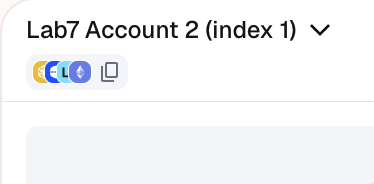 Lab7 Account 2 (index 1)
L